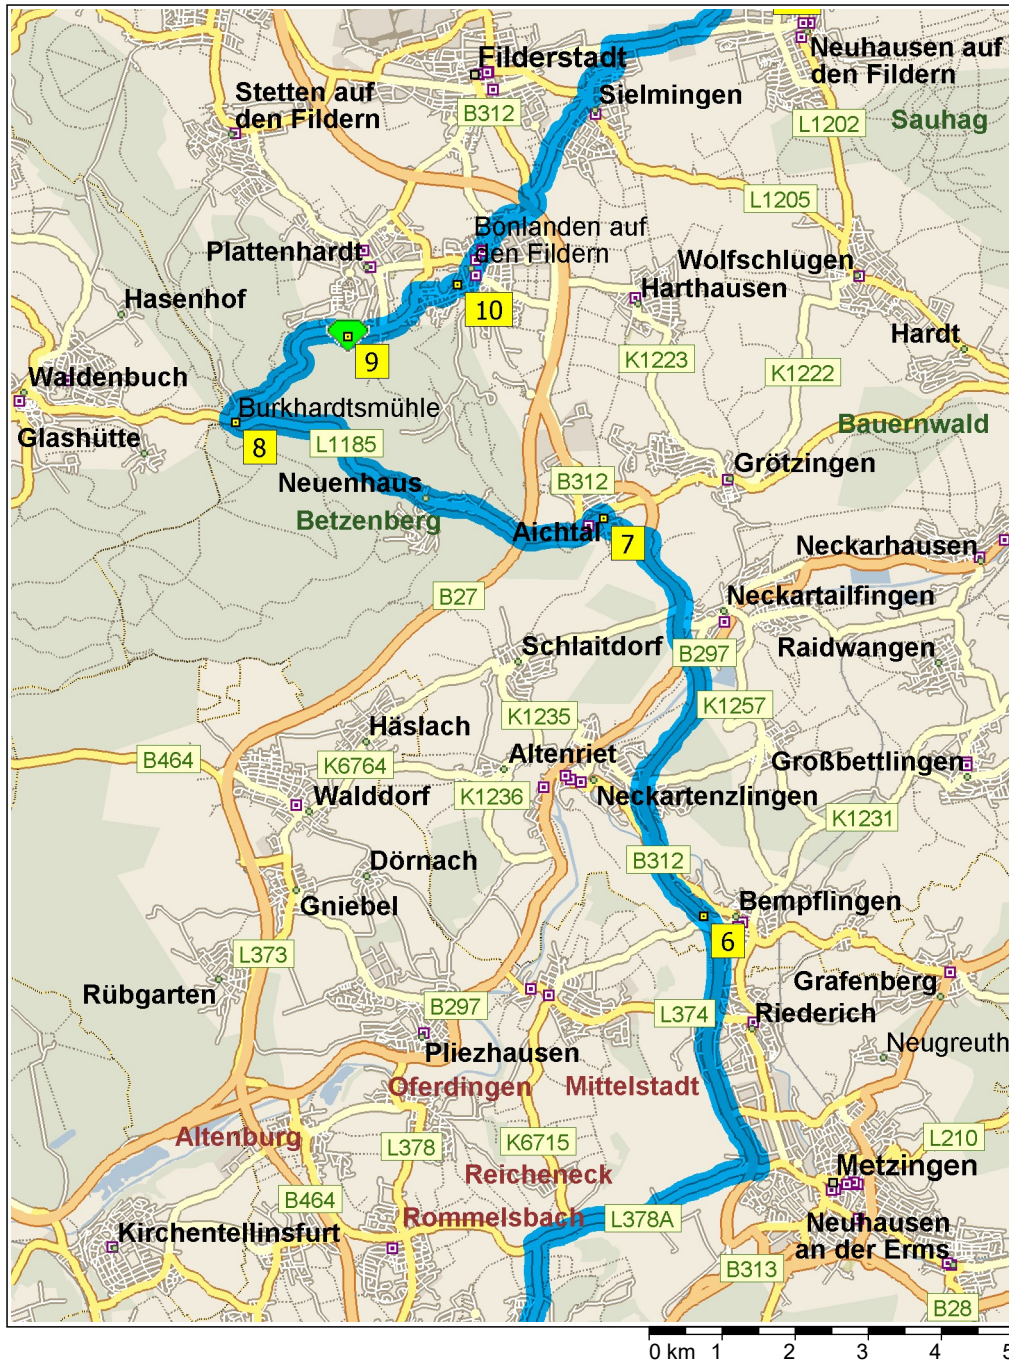 Filderstadt
Neuhausen auf
den Fildern
Stetten auf
den Fildern
Sielmingen
B312
L1202
Sauhag
L1205
Bonlanden auf
den Fildern
Plattenhardt
Wolfschlugen
Hasenhof
Harthausen
10
Hardt
9
K1223
K1222
Waldenbuch
Burkhardtsmühle
Glashütte
8
L1185
Bauernwald
Neuenhaus
B312
Grötzingen
Betzenberg
Aichtal
7
Neckarhausen
B27
Neckartailfingen
Schlaitdorf
B297
Raidwangen
K1257
K1235
Häslach
B464
K6764
Altenriet
Großbettlingen
Walddorf
K1236
Neckartenzlingen
K1231
Dörnach
B312
Gniebel
Bempflingen
6
L373
Rübgarten
Grafenberg
B297
L374
Riederich
Pliezhausen
Neugreuth
Oferdingen
Mittelstadt
Altenburg
L378
K6715
L210
Reicheneck
Metzingen
B464
Rommelsbach
L378A
Kirchentellinsfurt
Neuhausen
an der Erms
B313
B28
0 km 1 2 3 4 5